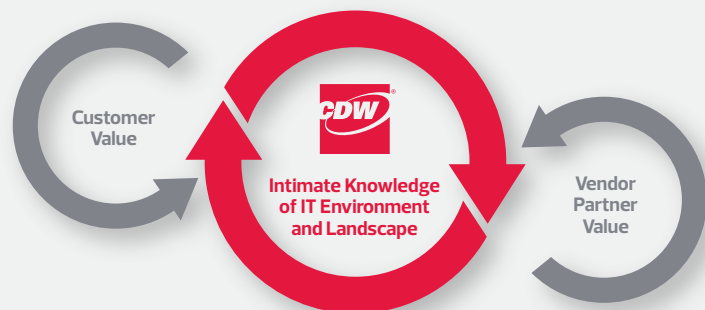 Customer
Value
CDW®
Intimate Knowledge
of IT Environment
and Landscape
Vendor
Partner
Value